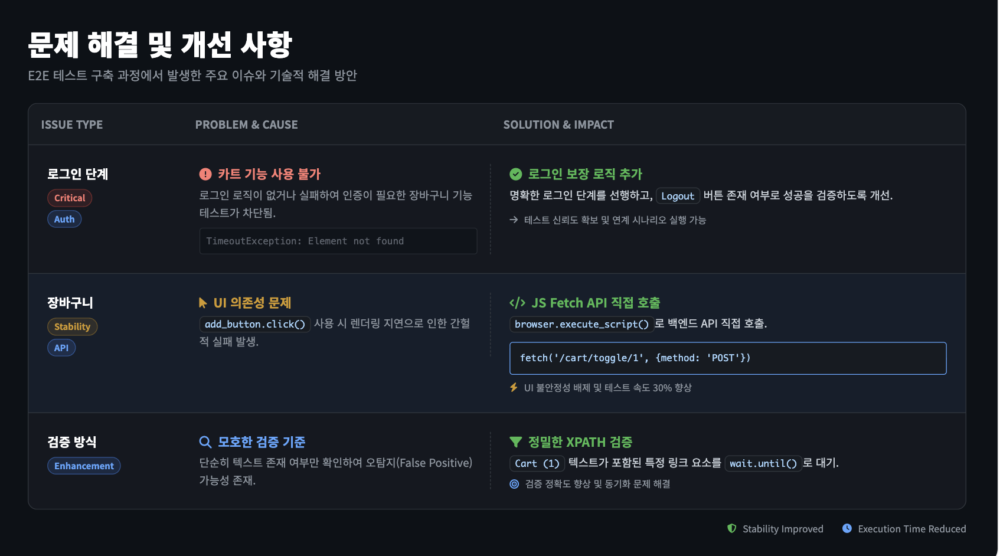 문제 해결 및 개선 사항
E2E 테스트 구축 과정에서 발생한 주요 이슈와 기술적 해결 방안
ISSUE TYPE
PROBLEM & CAUSE
SOLUTION & IMPACT
로그인 단계
Critical
Auth
카트 기능 사용 불가
로그인 로직이 없거나 실패하여 인증이 필요한 장바구니 기능
테스트가 차단됨.
TimeoutException: Element not found
로그인 보장 로직 추가
명확한 로그인 단계를 선행하고, Logout 버튼 존재 여부로 성공을 검증하도록 개선.
→ 테스트 신뢰도 확보 및 연계 시나리오 실행 가능
장바구니
Stability
API
UI 의존성 문제
add_button.click() 사용 시 렌더링 지연으로 인한 간헐
적 실패 발생.
</> JS Fetch API 직접 호출
browser.execute_script()로 백엔드 API 직접 호출.
fetch('/cart/toggle/1', {method: 'POST'})
UI 불안정성 배제 및 테스트 속도 30% 향상
검증 방식
Enhancement
모호한 검증 기준
단순히 텍스트 존재 여부만 확인하여 오탐지(False Positive)
가능성 존재.
정밀한 XPATH 검증
Cart (1) 텍스트가 포함된 특정 링크 요소를 wait.until()로 대기.
검증 정확도 향상 및 동기화 문제 해결
Stability Improved
Execution Time Reduced